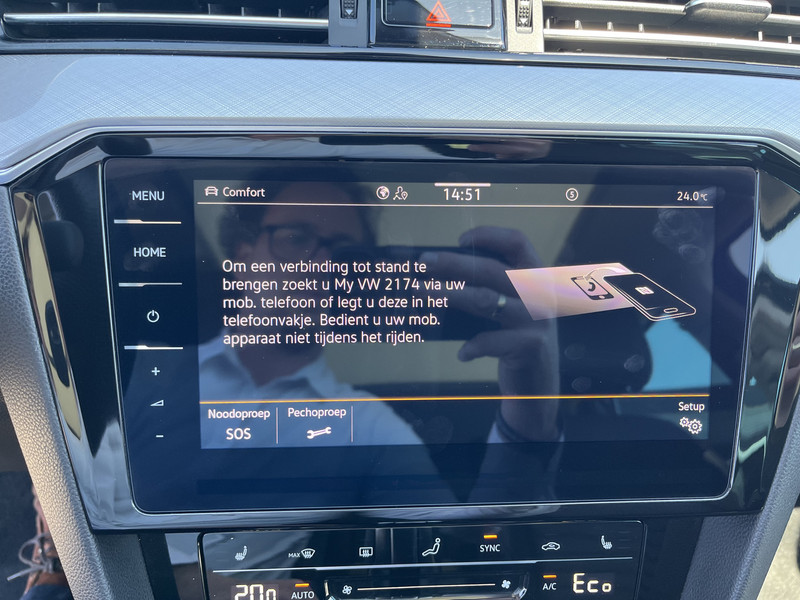 MENU
HOME
Comfort
14:51
5
24.0°C
Om een verbinding tot stand te
brengen zoekt u My VW 2174 via uw
mob. telefoon of legt u deze in het
telefoonvakje. Bedient u uw mob.
apparaat niet tijdens het rijden.
Noodoproep
SOS
Pechoproep
Setup
+
-
MAX
SYNC
AUTO
A/C
Eco